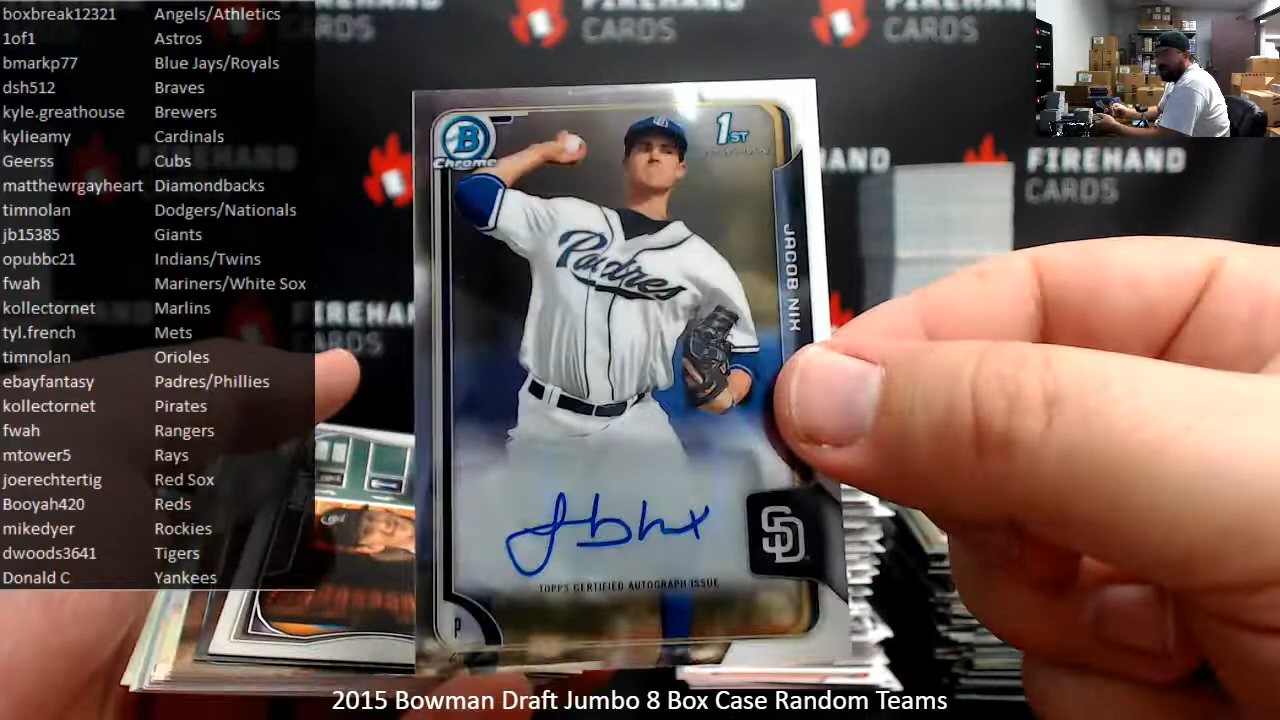 boxbreak12321 Angels/Athletics
1of1 Astros
bmarkp77 Blue Jays/Royals
dsh512 Braves
kyle.greathouse Brewers
kylieamy Cardinals
Geerss Cubs
matthewrgayheart Diamondbacks
timnolan Dodgers/Nationals
jb15385 Giants
opubbc21 Indians/Twins
fwah Mariners/White Sox
kollectornet Marlins
tyl.french Mets
timnolan Orioles
ebayfantasy Padres/Phillies
kollectornet Pirates
fwah Rangers
mtower5 Rays
joerechtertig Red Sox
Booyah420 Reds
mikedyer Rockies
dwoods3641 Tigers
Donald C Yankees
FIREHAND
CARDS
CARDS
CARDS
FIREHAND
CARDS
B
Chrome
1ST
Padres
JACOB NIX
SD
TOPPS CERTIFIED AUTOGRAPH ISSUE
P
2015 Bowman Draft Jumbo 8 Box Case Random Teams